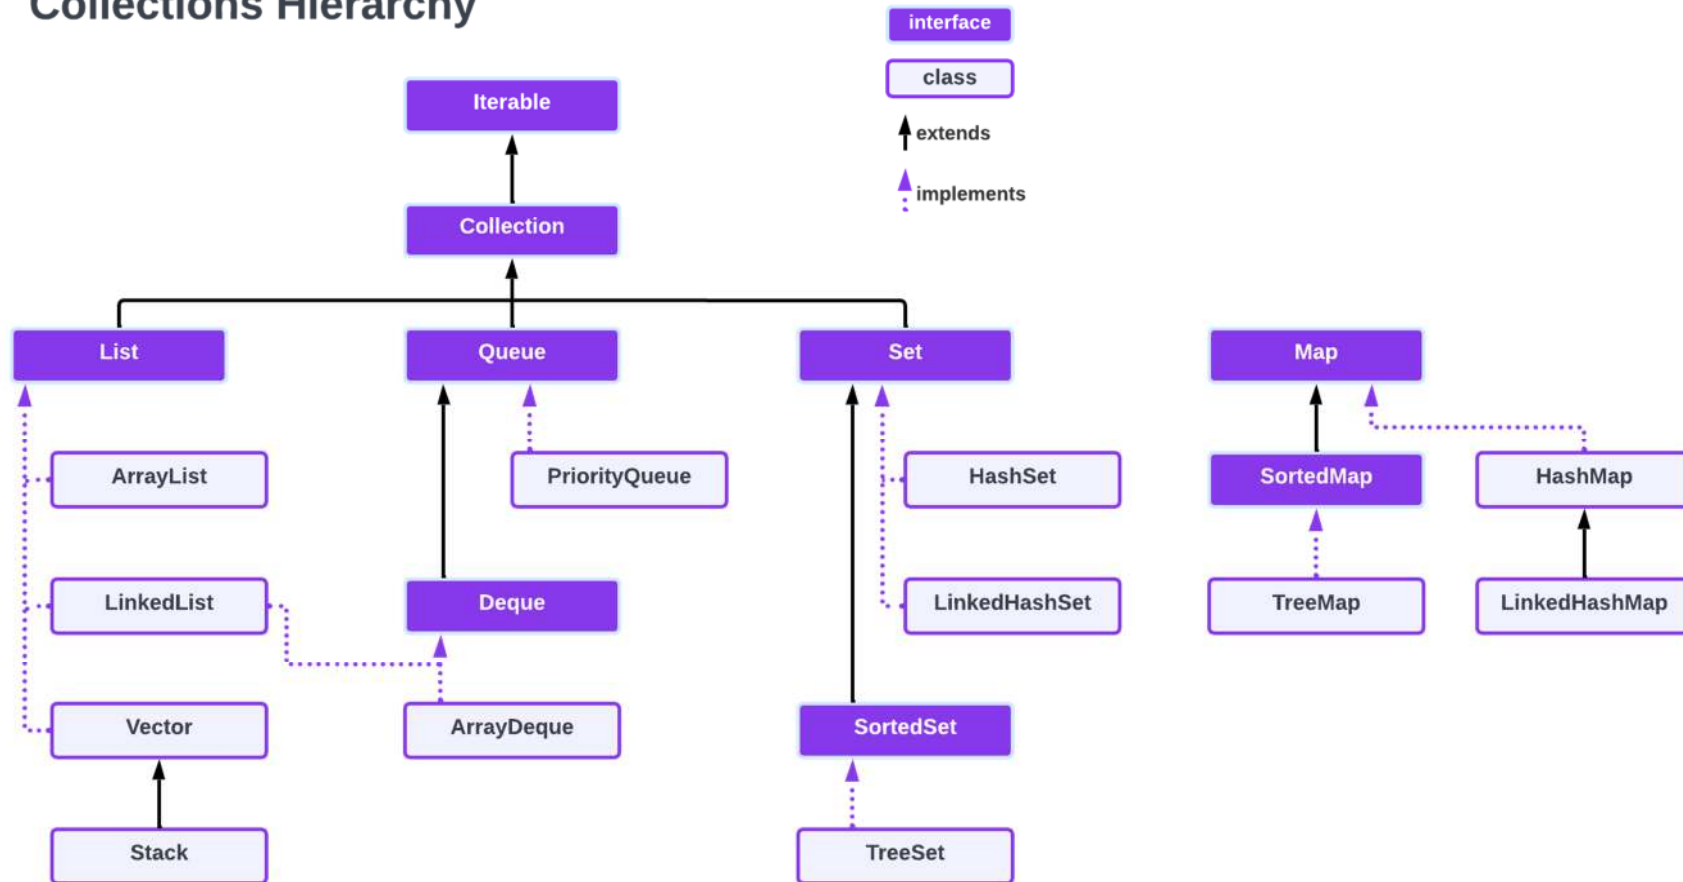 Collections Hierarchy
interface
class
extends
implements
Iterable
Collection
List
Queue
Set
Map
ArrayList
PriorityQueue
HashSet
SortedMap
HashMap
LinkedList
Deque
LinkedHashSet
TreeMap
LinkedHashMap
Vector
ArrayDeque
SortedSet
Stack
TreeSet